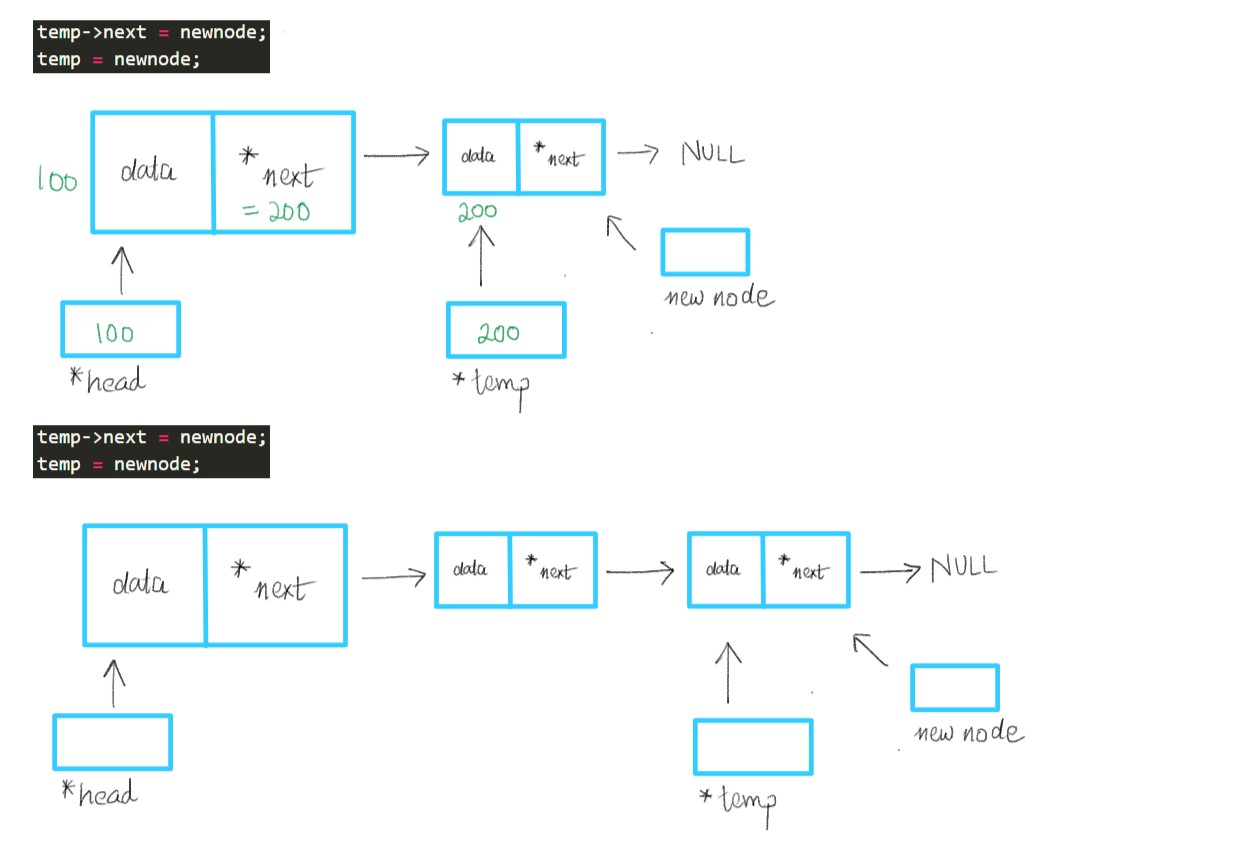 temp->next = newnode;
temp = newnode;
100
data
*next
= 200
data
*next
NULL
200
100
*head
200
*temp
new node
temp->next = newnode;
temp = newnode;
data
*next
data
*next
data
*next
NULL
*head
*temp
new node